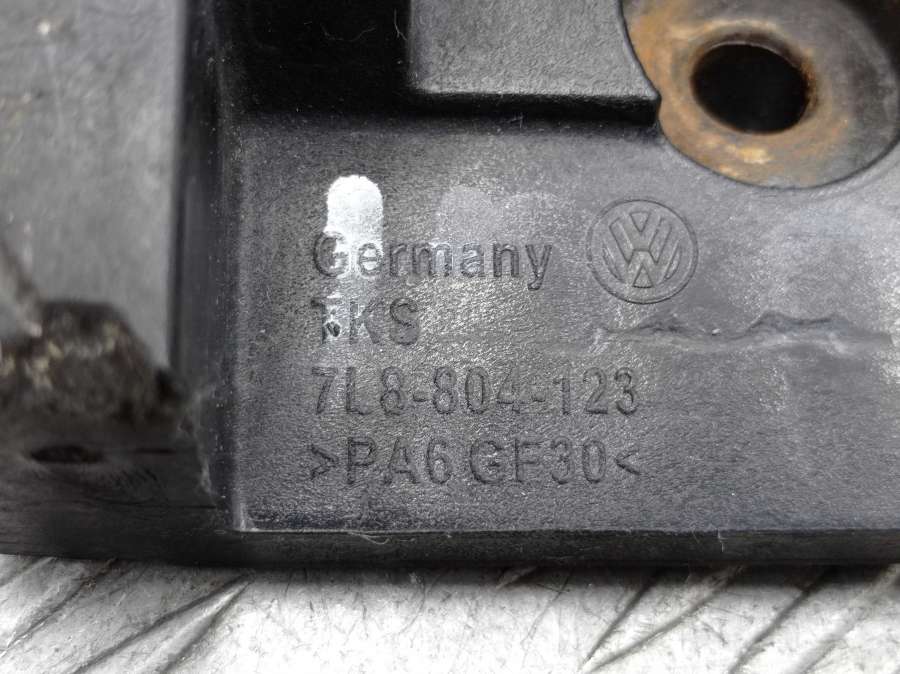 Germany
TKS
7L8-804-123
>PA6 GF30<